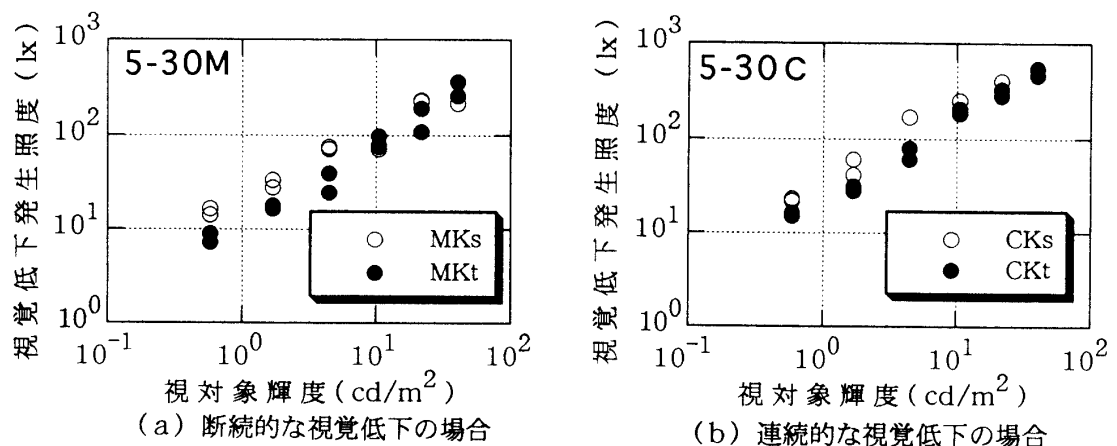 視覚低下発生照度(lx)
10^3
10^2
10^1
10^0
5-30M
MKs
MKt
10^-1 10^0 10^1 10^2
視対象輝度(cd/m^2)
(a) 断続的な視覚低下の場合
視覚低下発生照度(lx)
10^3
10^2
10^1
10^0
5-30C
CKs
CKt
10^-1 10^0 10^1 10^2
視対象輝度(cd/m^2)
(b) 連続的な視覚低下の場合